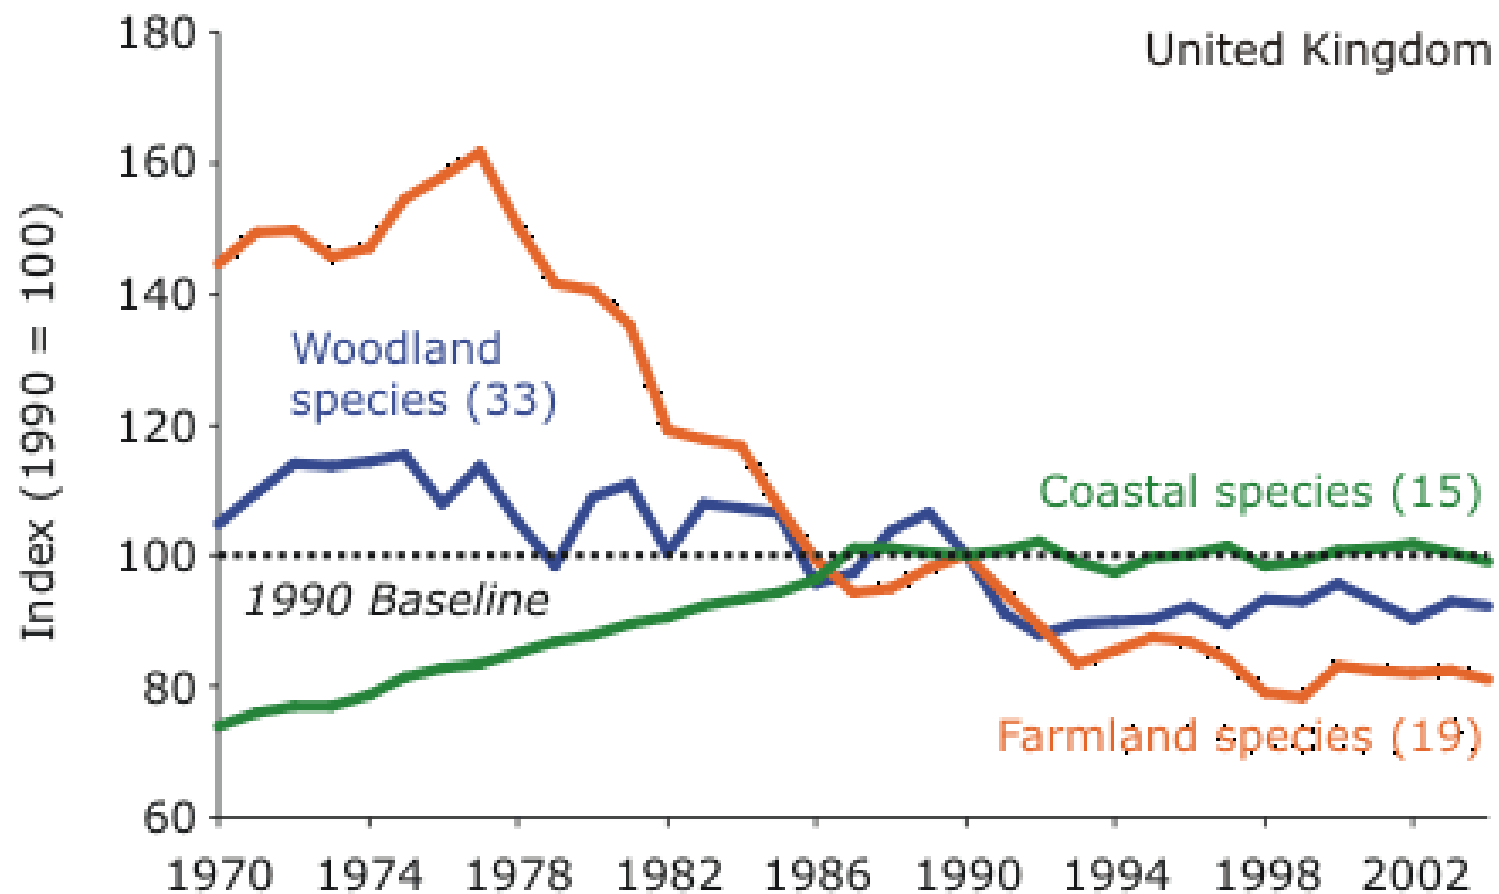 United Kingdom
Index (1990 = 100)
180
160
140
120
100
80
60
Woodland
species (33)
Coastal species (15)
1990 Baseline
Farmland species (19)
1970 1974 1978 1982 1986 1990 1994 1998 2002